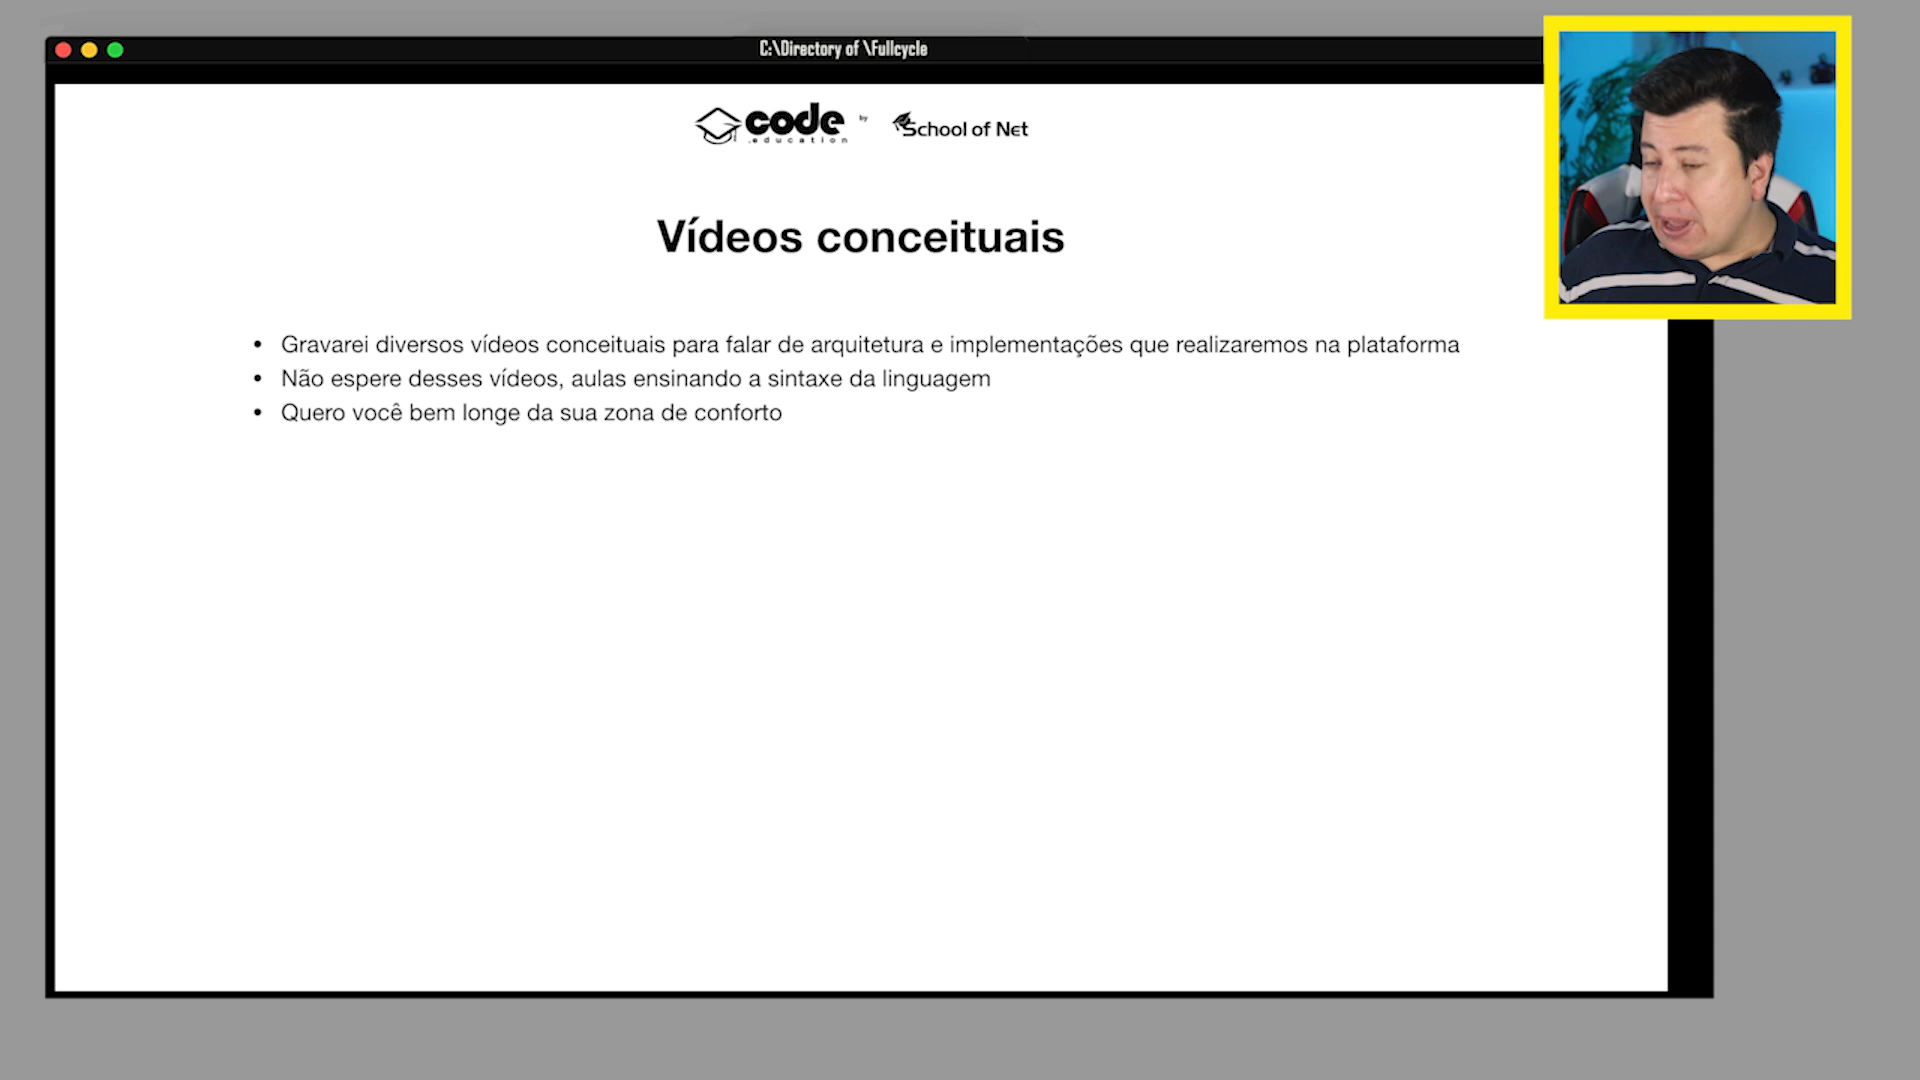 C:\Directory of \Fullcycle
code by School of Net
.education
Vídeos conceituais
• Gravarei diversos vídeos conceituais para falar de arquitetura e implementações que realizaremos na plataforma
• Não espere desses vídeos, aulas ensinando a sintaxe da linguagem
• Quero você bem longe da sua zona de conforto